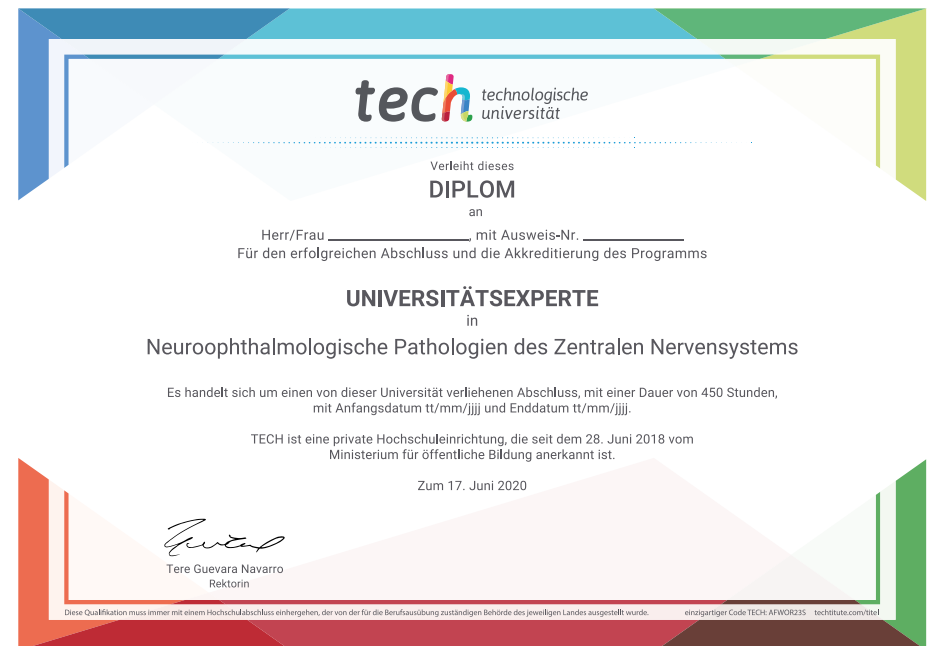 tech technologische
universität
Verleiht dieses
DIPLOM
an
Herr/Frau ____________________, mit Ausweis-Nr. ______________
Für den erfolgreichen Abschluss und die Akkreditierung des Programms
UNIVERSITÄTSEXPERTE
in
Neuroophthalmologische Pathologien des Zentralen Nervensystems
Es handelt sich um einen von dieser Universität verliehenen Abschluss, mit einer Dauer von 450 Stunden,
mit Anfangsdatum tt/mm/jjjj und Enddatum tt/mm/jjjj.
TECH ist eine private Hochschuleinrichtung, die seit dem 28. Juni 2018 vom
Ministerium für öffentliche Bildung anerkannt ist.
Zum 17. Juni 2020
Tere Guevara Navarro
Rektorin
Diese Qualifikation muss immer mit einem Hochschulabschluss einhergehen, der von der für die Berufsausübung zuständigen Behörde des jeweiligen Landes ausgestellt wurde. einzigartiger Code TECH: AFWOR23S techtitute.com/titel